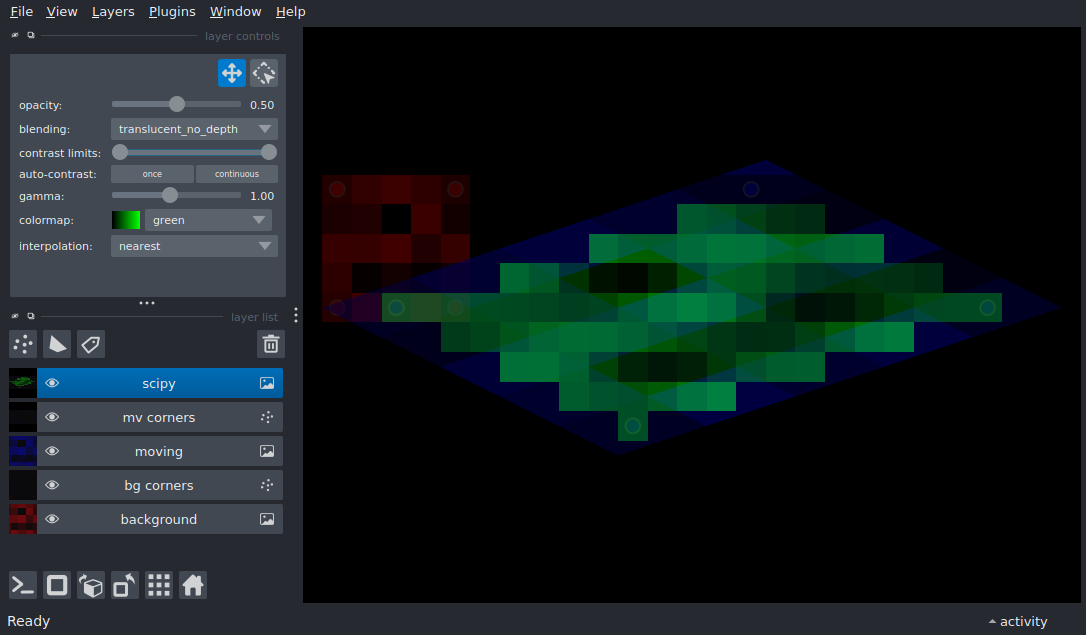 File View Layers Plugins Window Help
layer controls
opacity: 0.50
blending: translucent_no_depth
contrast limits:
auto-contrast: once continuous
gamma: 1.00
colormap: green
interpolation: nearest
layer list
scipy
mv corners
moving
bg corners
background
Ready
activity